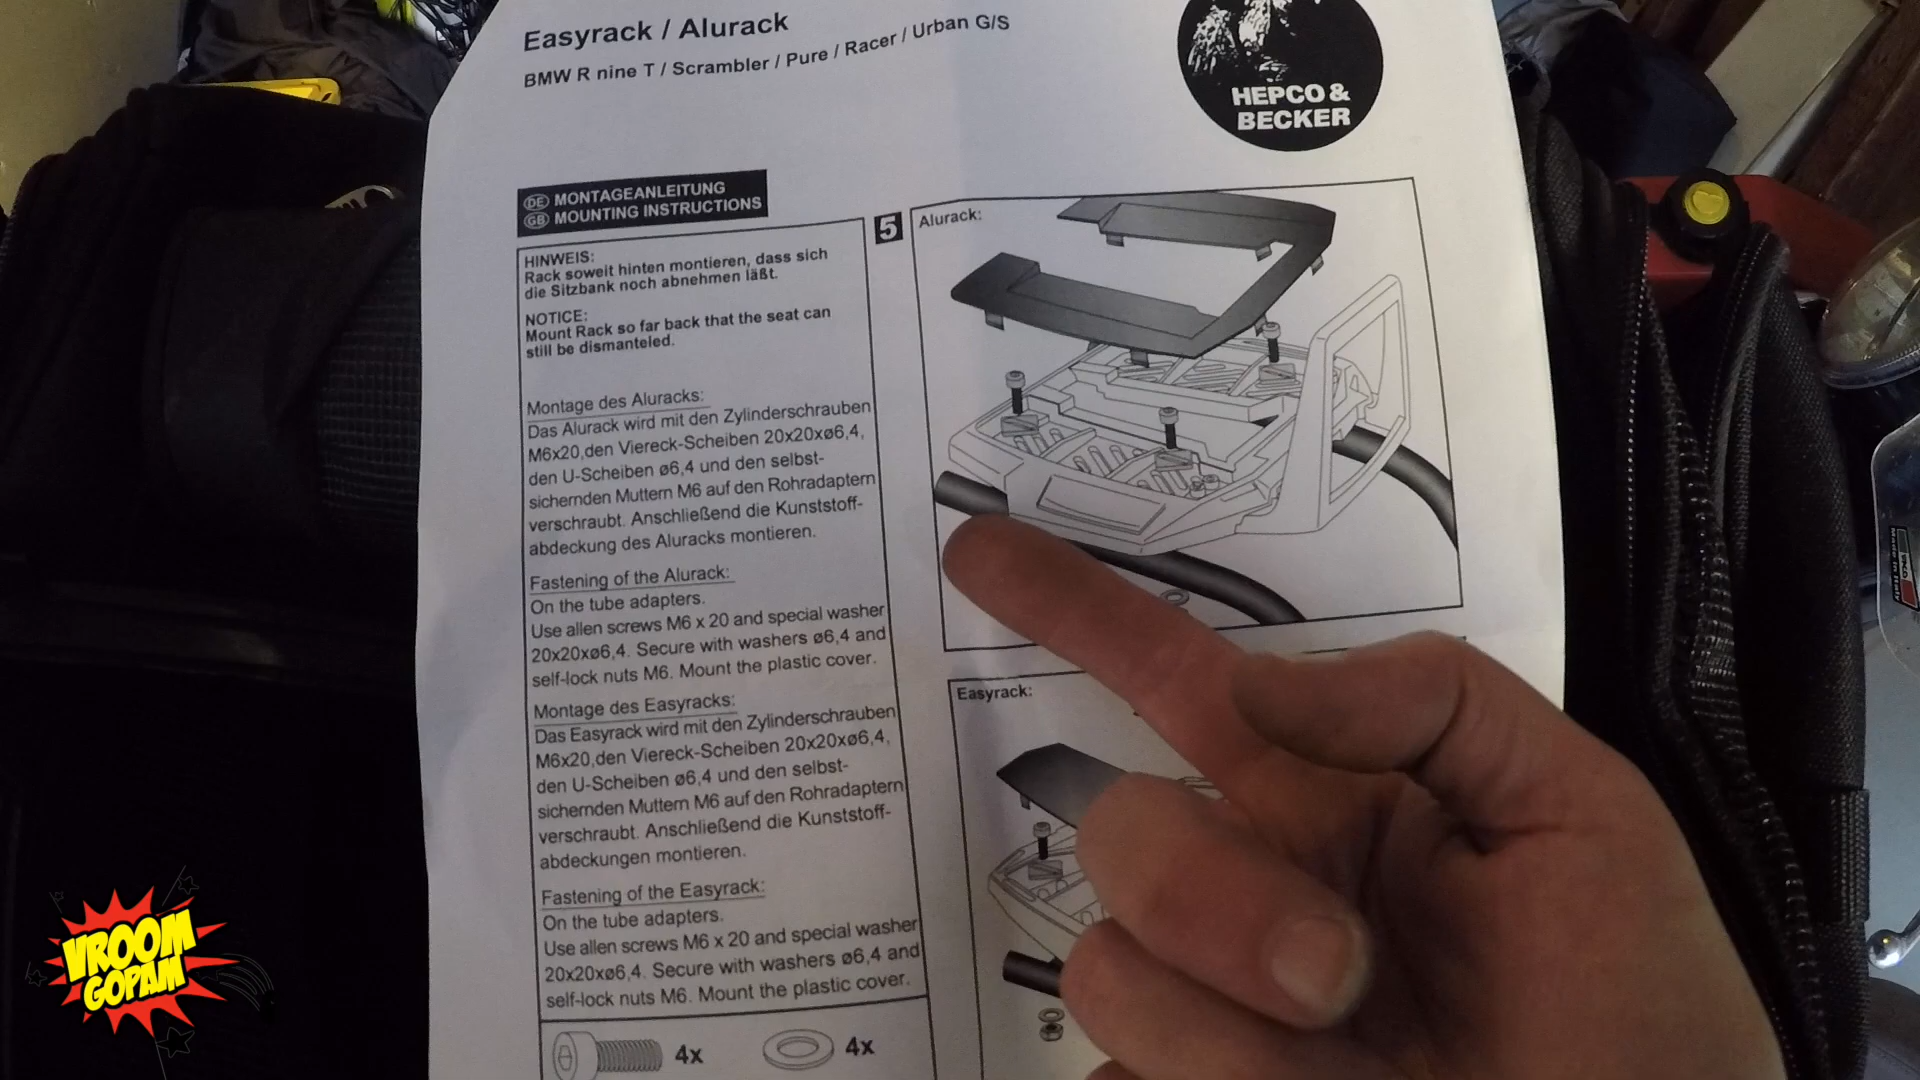 Easyrack / Alurack
BMW R nine T / Scrambler / Pure / Racer / Urban G/S
HEPCO &
BECKER
DE MONTAGEANLEITUNG
GB MOUNTING INSTRUCTIONS
HINWEIS:
Rack soweit hinten montieren, dass sich
die Sitzbank noch abnehmen läßt.
NOTICE:
Mount Rack so far back that the seat can
still be dismanteled.
Montage des Aluracks:
Das Alurack wird mit den Zylinderschrauben
M6x20,den Viereck-Scheiben 20x20xø6,4,
den U-Scheiben ø6,4 und den selbst-
sichernden Muttern M6 auf den Rohradaptern
verschraubt. Anschließend die Kunststoff-
abdeckung des Aluracks montieren.
Fastening of the Alurack:
On the tube adapters.
Use allen screws M6 x 20 and special washer
20x20xø6,4. Secure with washers ø6,4 and
self-lock nuts M6. Mount the plastic cover.
Montage des Easyracks:
Das Easyrack wird mit den Zylinderschrauben
M6x20,den Viereck-Scheiben 20x20xø6,4,
den U-Scheiben ø6,4 und den selbst-
sichernden Muttern M6 auf den Rohradaptern
verschraubt. Anschließend die Kunststoff-
abdeckungen montieren.
Fastening of the Easyrack:
On the tube adapters.
Use allen screws M6 x 20 and special washer
20x20xø6,4. Secure with washers ø6,4 and
self-lock nuts M6. Mount the plastic cover.
4x
4x
5
Alurack:
Easyrack:
Made in Italy
VROOM
GOPAM